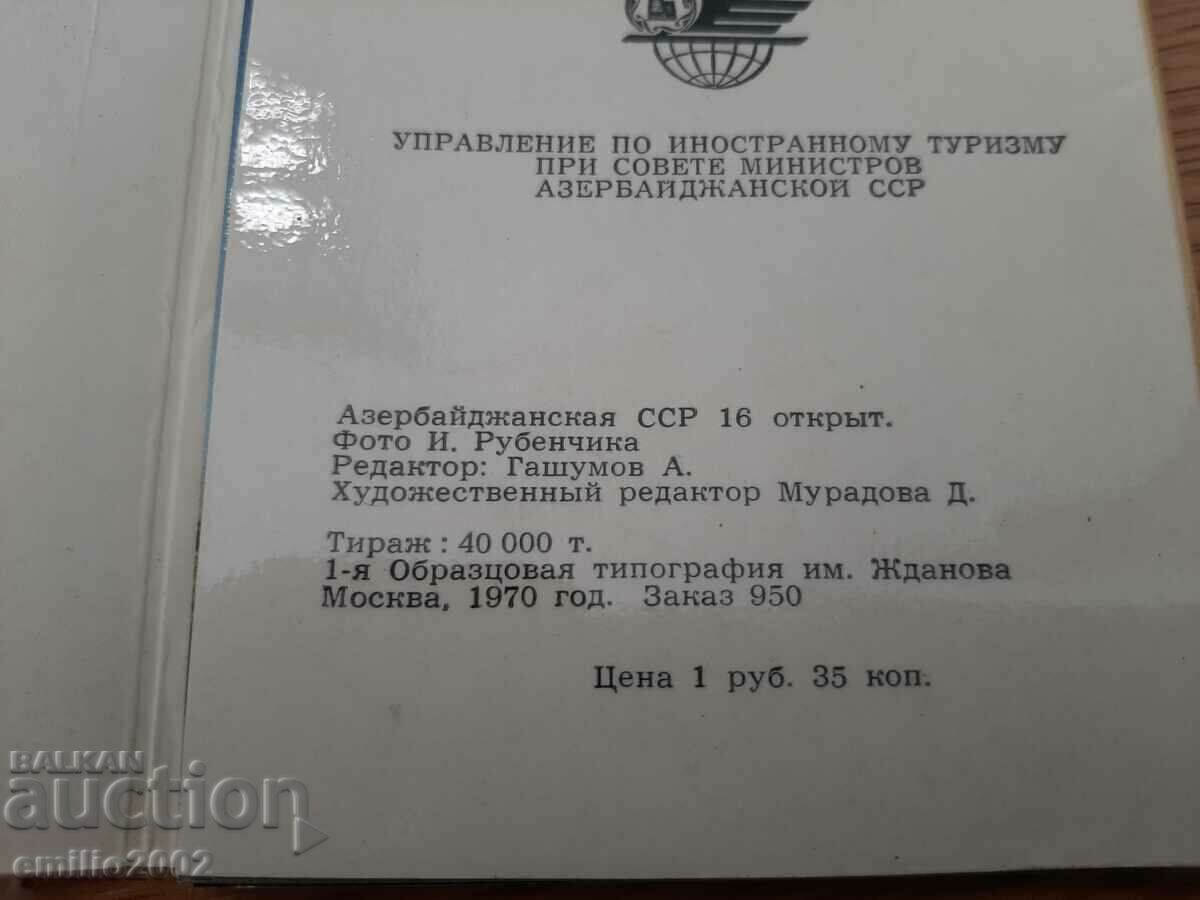 УПРАВЛЕНИЕ ПО ИНОСТРАННОМУ ТУРИЗМУ
ПРИ СОВЕТЕ МИНИСТРОВ
АЗЕРБАЙДЖАНСКОЙ ССР
Азербайджанская ССР 16 открыт.
Фото И. Рубенчика
Редактор: Гашумов А.
Художественный редактор Мурадова Д.
Тираж: 40 000 т.
1-я Образцовая типография им. Жданова
Москва, 1970 год. Заказ 950
Цена 1 руб. 35 коп.
BALKAN
auction
emilio2002